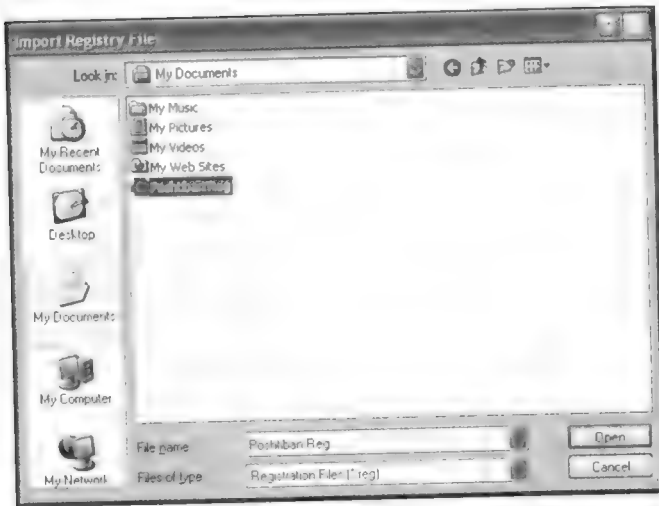 Import Registry File
Look in: My Documents
My Recent
Documents
Desktop
My Documents
My Computer
My Network
My Music
My Pictures
My Videos
My Web Sites
File name Poshtiban Reg
Open
Files of type Registration Files (*.reg)
Cancel